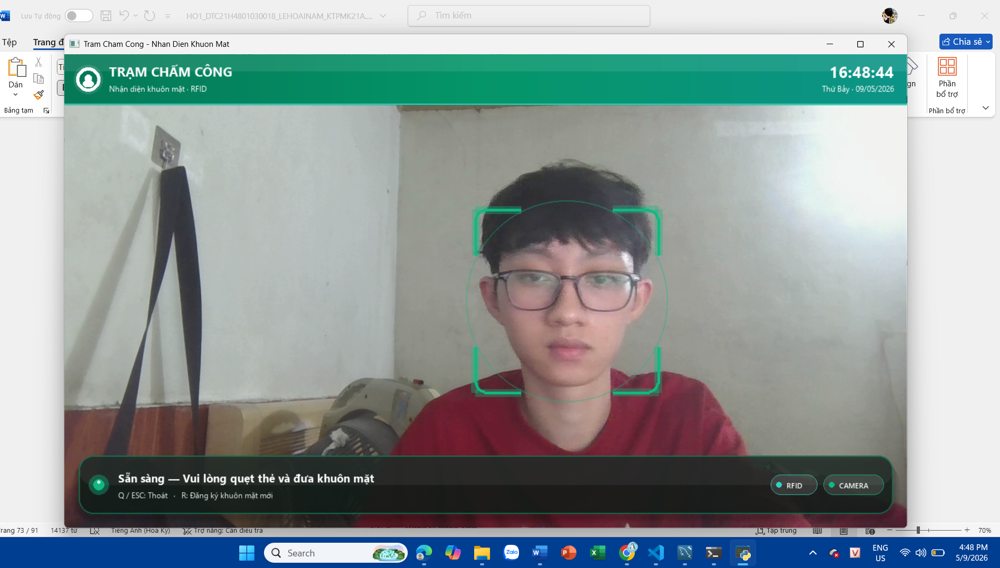 Lưu Tự động
HO1_DTC21H4801030018_LEHOAINAM_KTPMK21A....
Tìm kiếm
Tệp
Trang đ
Chia sẻ
Tram Cham Cong - Nhan Dien Khuon Mat
Dán
Bảng tạm
gn
Phần
bổ trợ
Phần bổ trợ
TRẠM CHẤM CÔNG
Nhận diện khuôn mặt · RFID
16:48:44
Thứ Bảy · 09/05/2026
Sẵn sàng — Vui lòng quẹt thẻ và đưa khuôn mặt
Q / ESC: Thoát · R: Đăng ký khuôn mặt mới
RFID
CAMERA
rang 73 / 91
14137 từ
Tiếng Anh (Hoa Kỳ)
Trợ năng: Cần điều tra
Tập trung
70%
Search
Zalo
ENG
US
4:48 PM
5/9/2026